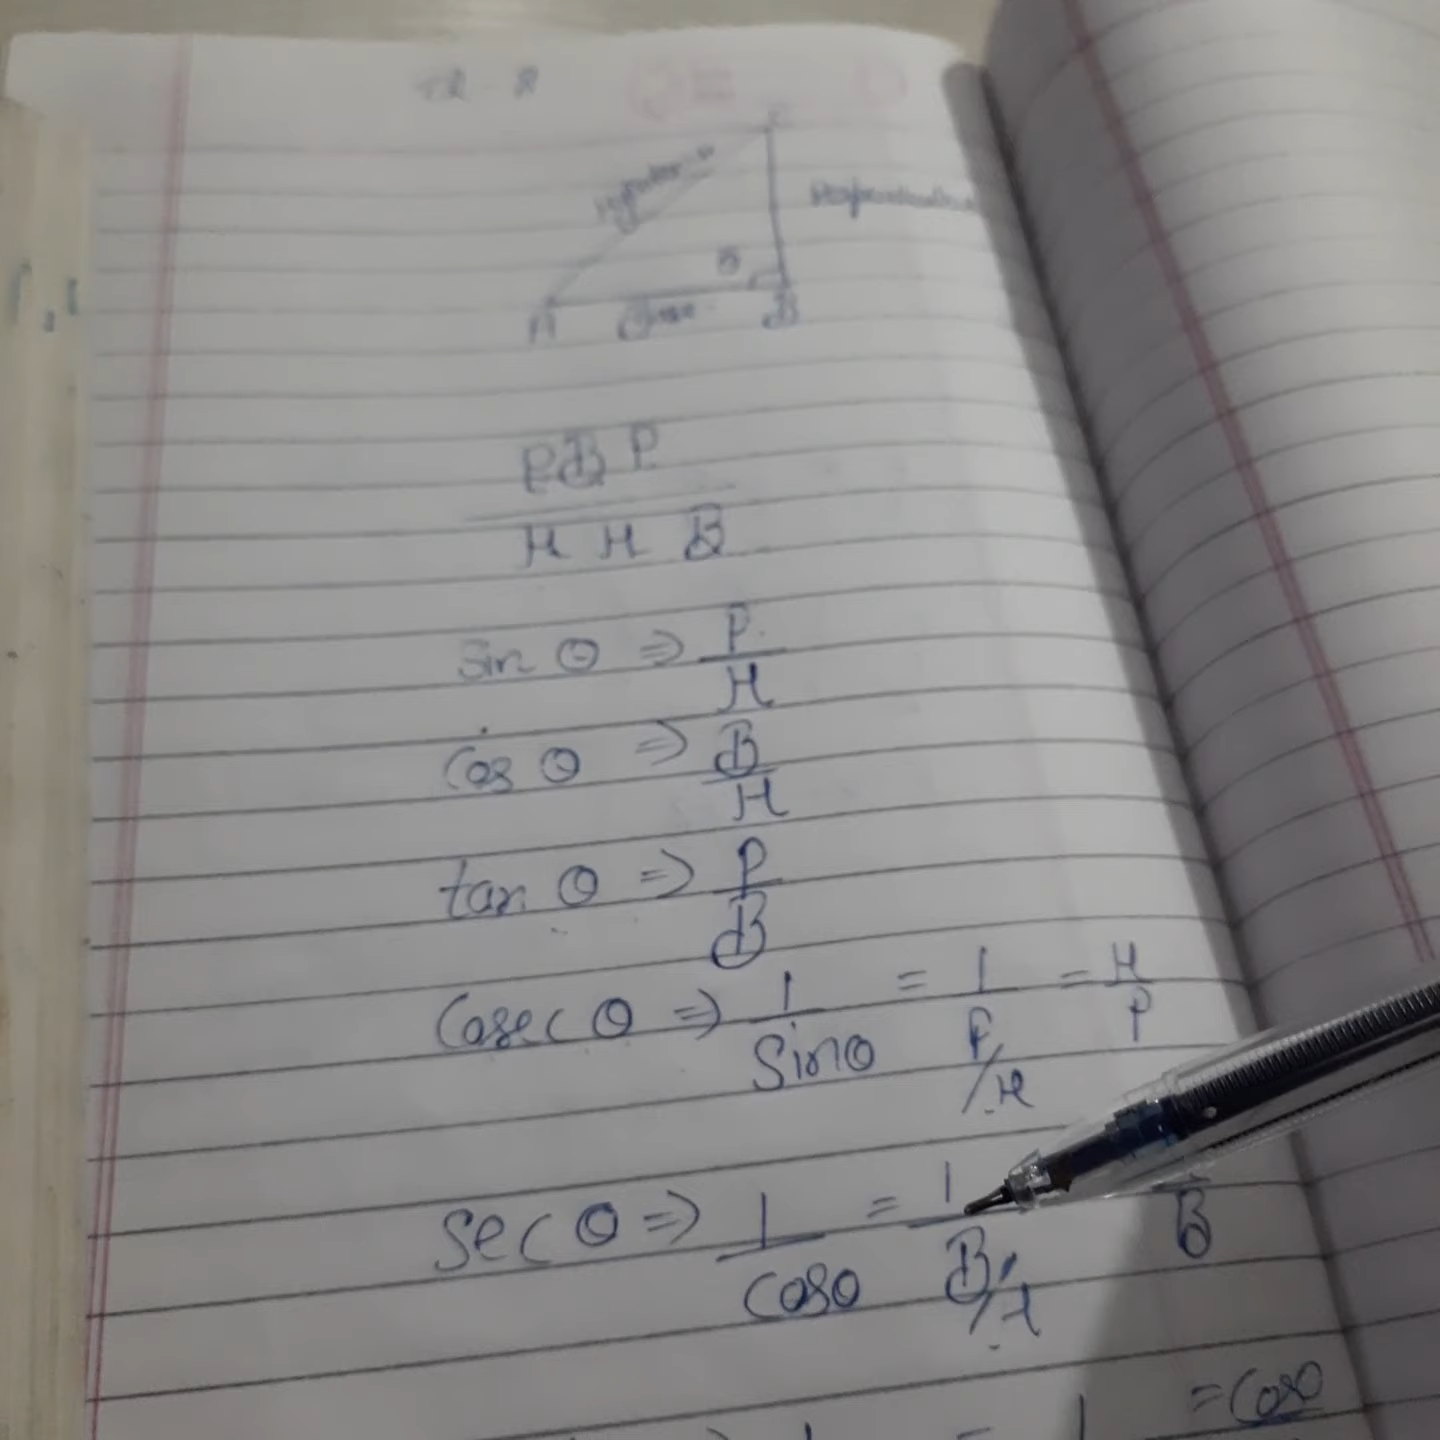 A B
P B P
H H B
sin θ ⇒ P/H
Cos θ ⇒ B/H
tan θ ⇒ P/B
Cosec θ ⇒ 1/Sinθ = 1/P/H = H/P
Sec θ ⇒ 1/cosθ = 1/B/H B
= Cosθ